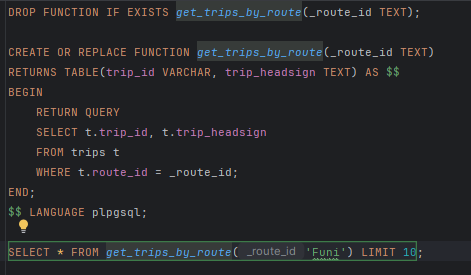 DROP FUNCTION IF EXISTS get_trips_by_route(_route_id TEXT);
CREATE OR REPLACE FUNCTION get_trips_by_route(_route_id TEXT)
RETURNS TABLE(trip_id VARCHAR, trip_headsign TEXT) AS $$
BEGIN
    RETURN QUERY
    SELECT t.trip_id, t.trip_headsign
    FROM trips t
    WHERE t.route_id = _route_id;
END;
$$ LANGUAGE plpgsql;
SELECT * FROM get_trips_by_route( _route_id 'Funi') LIMIT 10;